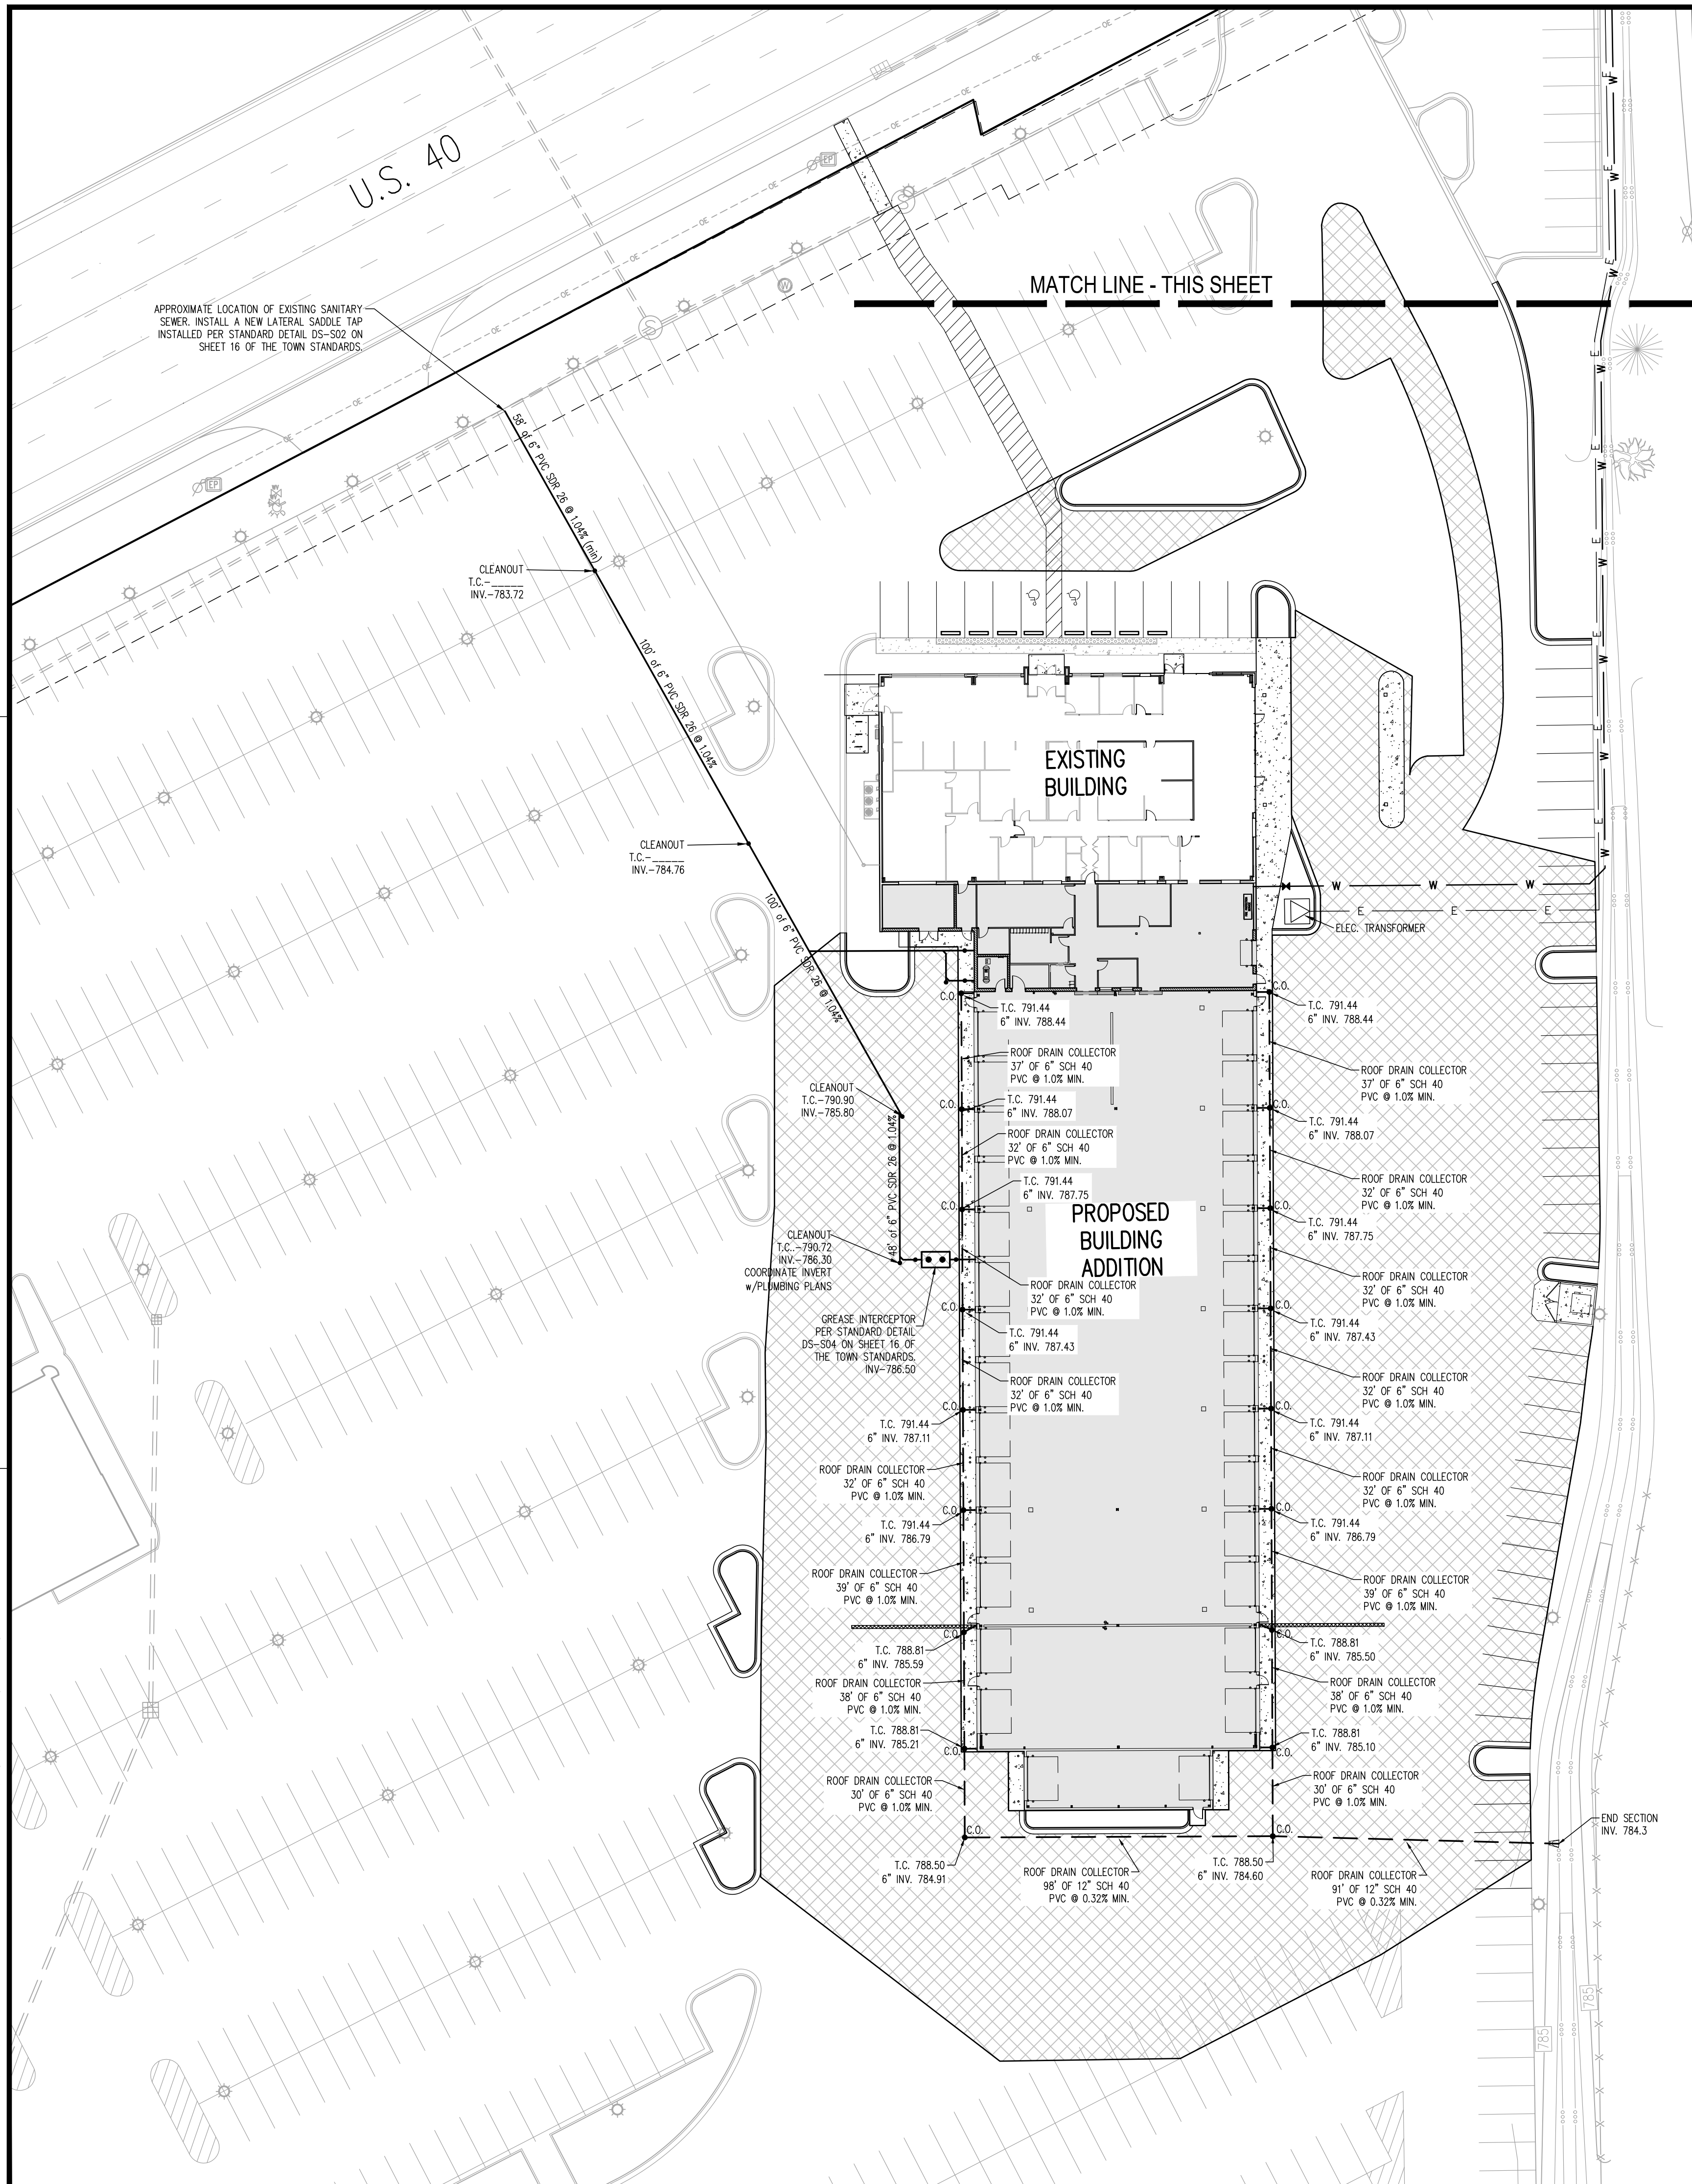 U.S. 40
MATCH LINE - THIS SHEET
APPROXIMATE LOCATION OF EXISTING SANITARY
SEWER. INSTALL A NEW LATERAL SADDLE TAP
INSTALLED PER STANDARD DETAIL DS-S02 ON
SHEET 16 OF THE TOWN STANDARDS.
58' of 6" PVC SDR 26 @ 1.04% (min)
CLEANOUT
T.C.-_____
INV.-783.72
100' of 6" PVC SDR 26 @ 1.04%
CLEANOUT
T.C.-_____
INV.-784.76
100' of 6" PVC SDR 26 @ 1.04%
EXISTING
BUILDING
W W W
E E E
ELEC. TRANSFORMER
C.O.
T.C. 791.44
6" INV. 788.44
C.O.
T.C. 791.44
6" INV. 788.44
ROOF DRAIN COLLECTOR
37' OF 6" SCH 40
PVC @ 1.0% MIN.
ROOF DRAIN COLLECTOR
37' OF 6" SCH 40
PVC @ 1.0% MIN.
CLEANOUT
T.C.-790.90
INV.-785.80
C.O.
T.C. 791.44
6" INV. 788.07
C.O.
T.C. 791.44
6" INV. 788.07
48' of 6" PVC SDR 26 @ 1.04%
ROOF DRAIN COLLECTOR
32' OF 6" SCH 40
PVC @ 1.0% MIN.
ROOF DRAIN COLLECTOR
32' OF 6" SCH 40
PVC @ 1.0% MIN.
C.O.
T.C. 791.44
6" INV. 787.75
C.O.
T.C. 791.44
6" INV. 787.75
PROPOSED
BUILDING
ADDITION
CLEANOUT
T.C..-790.72
INV.-786.30
COORDINATE INVERT
w/PLUMBING PLANS
ROOF DRAIN COLLECTOR
32' OF 6" SCH 40
PVC @ 1.0% MIN.
ROOF DRAIN COLLECTOR
32' OF 6" SCH 40
PVC @ 1.0% MIN.
GREASE INTERCEPTOR
PER STANDARD DETAIL
DS-S04 ON SHEET 16 OF
THE TOWN STANDARDS.
INV-786.50
C.O.
T.C. 791.44
6" INV. 787.43
C.O.
T.C. 791.44
6" INV. 787.43
ROOF DRAIN COLLECTOR
32' OF 6" SCH 40
PVC @ 1.0% MIN.
ROOF DRAIN COLLECTOR
32' OF 6" SCH 40
PVC @ 1.0% MIN.
C.O.
T.C. 791.44
6" INV. 787.11
C.O.
T.C. 791.44
6" INV. 787.11
ROOF DRAIN COLLECTOR
32' OF 6" SCH 40
PVC @ 1.0% MIN.
ROOF DRAIN COLLECTOR
32' OF 6" SCH 40
PVC @ 1.0% MIN.
C.O.
T.C. 791.44
6" INV. 786.79
C.O.
T.C. 791.44
6" INV. 786.79
ROOF DRAIN COLLECTOR
39' OF 6" SCH 40
PVC @ 1.0% MIN.
ROOF DRAIN COLLECTOR
39' OF 6" SCH 40
PVC @ 1.0% MIN.
C.O.
T.C. 788.81
6" INV. 785.59
C.O.
T.C. 788.81
6" INV. 785.50
ROOF DRAIN COLLECTOR
38' OF 6" SCH 40
PVC @ 1.0% MIN.
ROOF DRAIN COLLECTOR
38' OF 6" SCH 40
PVC @ 1.0% MIN.
T.C. 788.81
6" INV. 785.21
C.O.
T.C. 788.81
6" INV. 785.10
C.O.
ROOF DRAIN COLLECTOR
30' OF 6" SCH 40
PVC @ 1.0% MIN.
ROOF DRAIN COLLECTOR
30' OF 6" SCH 40
PVC @ 1.0% MIN.
END SECTION
INV. 784.3
C.O.
C.O.
T.C. 788.50
6" INV. 784.91
ROOF DRAIN COLLECTOR
98' OF 12" SCH 40
PVC @ 0.32% MIN.
T.C. 788.50
6" INV. 784.60
ROOF DRAIN COLLECTOR
91' OF 12" SCH 40
PVC @ 0.32% MIN.
785
785